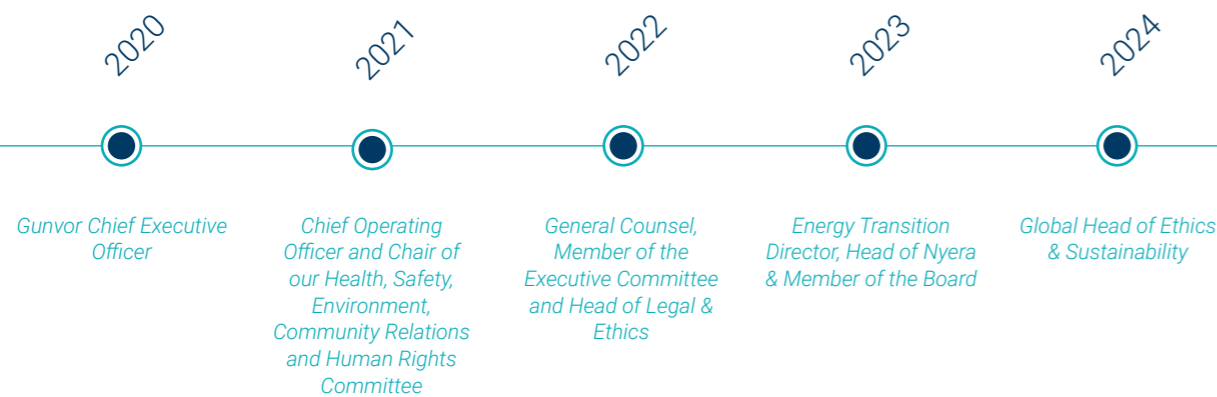 2020
2021
2022
2023
2024
Gunvor Chief Executive
Officer
Chief Operating
Officer and Chair of
our Health, Safety,
Environment,
Community Relations
and Human Rights
Committee
General Counsel,
Member of the
Executive Committee
and Head of Legal &
Ethics
Energy Transition
Director, Head of Nyera
& Member of the Board
Global Head of Ethics
& Sustainability